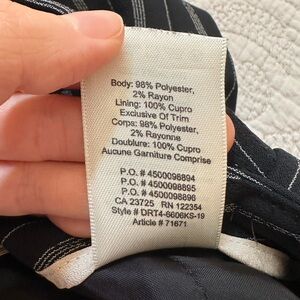 Body: 98% Polyester,
2% Rayon
Lining: 100% Cupro
Exclusive Of Trim
Corps: 98% Polyester,
2% Rayonne
Doublure: 100% Cupro
Aucune Garniture Comprise
P.O. # 4500098894
P.O. # 4500098895
P.O. # 4500098896
CA 23725 RN 122354
Style # DRT4-6606KS-19
Article # 71671